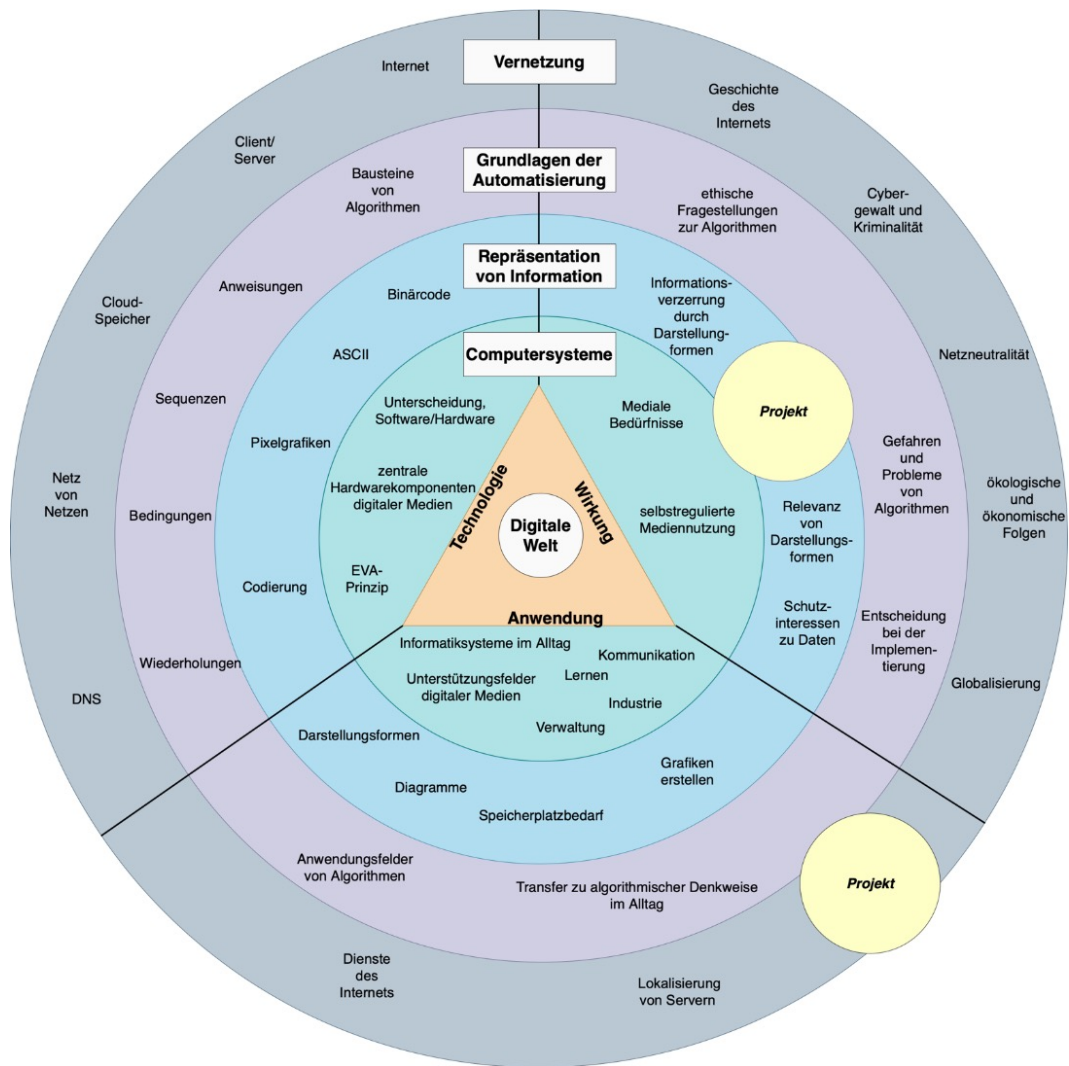 Vernetzung
Internet
Geschichte
des
Internets
Client/
Server
Grundlagen der
Automatisierung
Bausteine
von
Algorithmen
ethische
Fragestellungen
zur Algorithmen
Cyber-
gewalt und
Kriminalität
Repräsentation
von Information
Anweisungen
Binärcode
Informations-
verzerrung
durch
Darstellung-
formen
Cloud-
Speicher
ASCII
Computersysteme
Netzneutralität
Sequenzen
Unterscheidung,
Software/Hardware
Mediale
Bedürfnisse
Projekt
Pixelgrafiken
zentrale
Hardwarekomponenten
digitaler Medien
Technologie
Wirkung
Gefahren
und
Probleme
von
Algorithmen
Netz
von
Netzen
Bedingungen
Digitale
Welt
selbstregulierte
Mediennutzung
Relevanz
von
Darstellungs-
formen
ökologische
und
ökonomische
Folgen
Codierung
EVA-
Prinzip
Anwendung
Schutz-
interessen
zu Daten
Entscheidung
bei der
Implemen-
tierung
Wiederholungen
Informatiksysteme im Alltag
Kommunikation
Lernen
Unterstützungsfelder
digitaler Medien
Industrie
Verwaltung
Globalisierung
DNS
Darstellungsformen
Diagramme
Speicherplatzbedarf
Grafiken
erstellen
Anwendungsfelder
von Algorithmen
Transfer zu algorithmischer Denkweise
im Alltag
Projekt
Dienste
des
Internets
Lokalisierung
von Servern